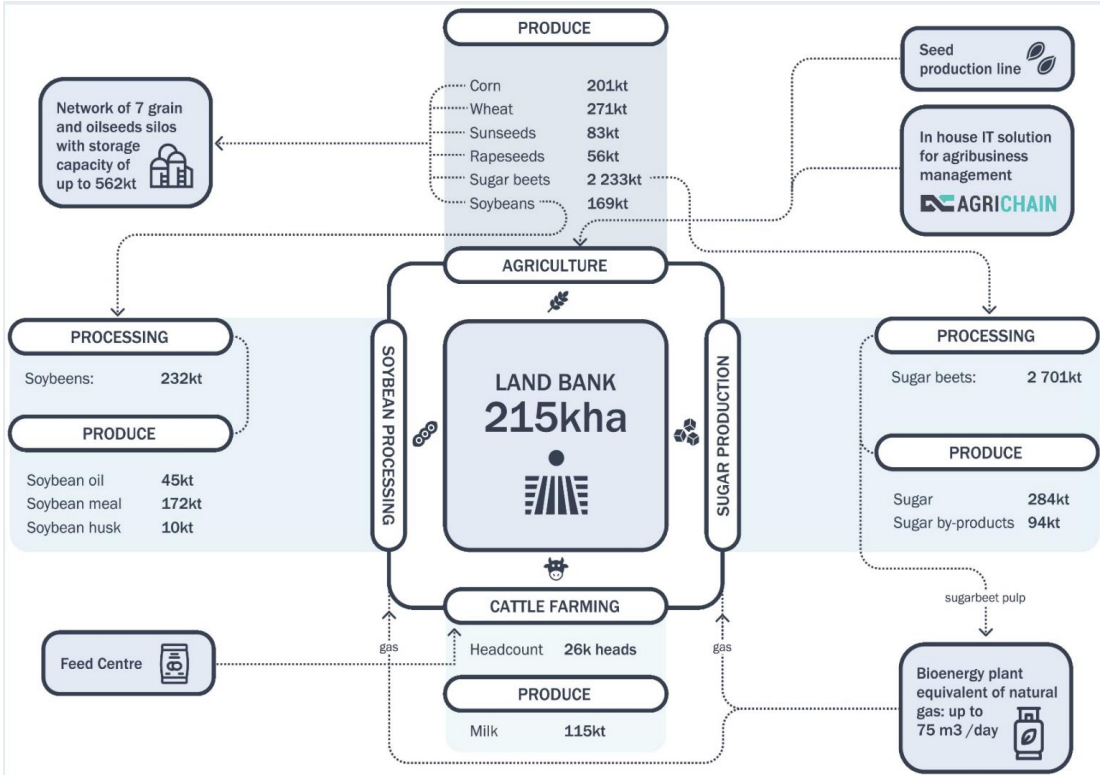 PRODUCE
Corn 201kt
Wheat 271kt
Sunseeds 83kt
Rapeseeds 56kt
Sugar beets 2 233kt
Soybeans 169kt
Network of 7 grain
and oilseeds silos
with storage
capacity of
up to 562kt
Seed
production line
In house IT solution
for agribusiness
management
AGRICHAIN
AGRICULTURE
PROCESSING
Soybeens: 232kt
PRODUCE
Soybean oil 45kt
Soybean meal 172kt
Soybean husk 10kt
SOYBEAN PROCESSING
LAND BANK
215kha
SUGAR PRODUCTION
PROCESSING
Sugar beets: 2 701kt
PRODUCE
Sugar 284kt
Sugar by-products 94kt
CATTLE FARMING
Headcount 26k heads
PRODUCE
Milk 115kt
Feed Centre
gas
gas
sugarbeet pulp
Bioenergy plant
equivalent of natural
gas: up to
75 m3 /day